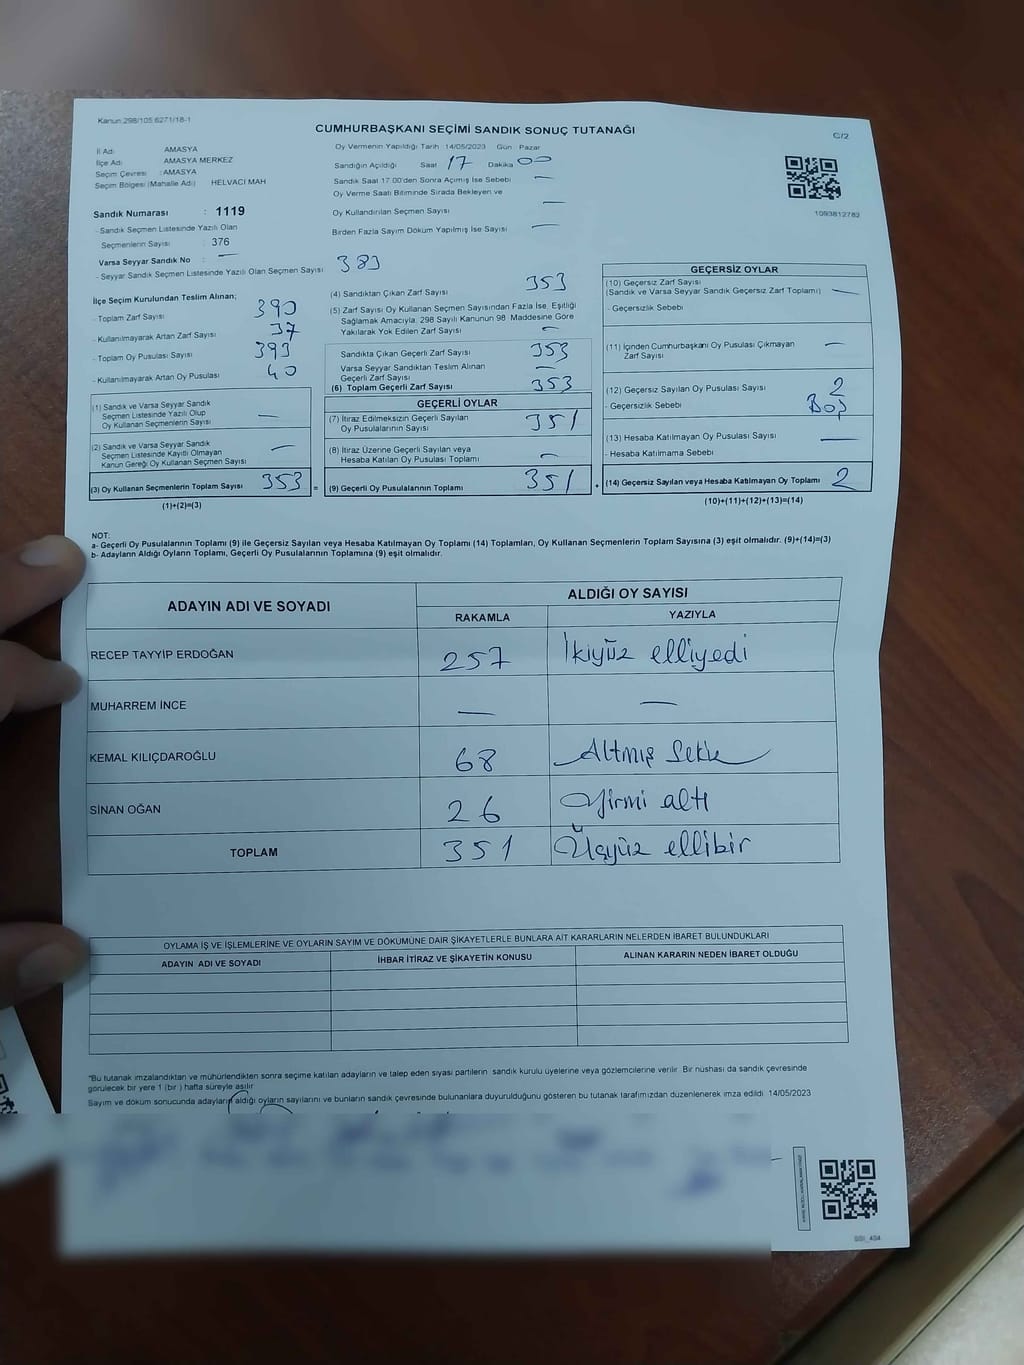 Kanun:298/105 6271/18-1
CUMHURBAŞKANI SEÇİMİ SANDIK SONUÇ TUTANAĞI
C/2
İl Adı : AMASYA
İlçe Adı : AMASYA MERKEZ
Seçim Çevresi : AMASYA
Seçim Bölgesi (Mahalle Adı) HELVACI MAH
Sandık Numarası : 1119
- Sandık Seçmen Listesinde Yazılı Olan
Seçmenlerin Sayısı : 376
Varsa Seyyar Sandık No : —
- Seyyar Sandık Seçmen Listesinde Yazılı Olan Seçmen Sayısı 383
Oy Vermenin Yapıldığı Tarih 14/05/2023 Gün : Pazar
Sandığın Açıldığı Saat 17 Dakika 00
Sandık Saat 17.00'den Sonra Açılmış İse Sebebi —
Oy Verme Saati Bitiminde Sırada Bekleyen ve
Oy Kullandırılan Seçmen Sayısı —
Birden Fazla Sayım Döküm Yapılmış İse Sayısı —
1093812783
İlçe Seçim Kurulundan Teslim Alınan;
- Toplam Zarf Sayısı 390
- Kullanılmayarak Artan Zarf Sayısı 37
- Toplam Oy Pusulası Sayısı 393
- Kullanılmayarak Artan Oy Pusulası 40
(1) Sandık ve Varsa Seyyar Sandık
Seçmen Listesinde Yazılı Olup
Oy Kullanan Seçmenlerin Sayısı —
(2) Sandık ve Varsa Seyyar Sandık
Seçmen Listesinde Kayıtlı Olmayan
Kanun Gereği Oy Kullanan Seçmen Sayısı —
(3) Oy Kullanan Seçmenlerin Toplam Sayısı 353 =
(1)+(2)=(3)
(4) Sandıktan Çıkan Zarf Sayısı 353
(5) Zarf Sayısı Oy Kullanan Seçmen Sayısından Fazla İse, Eşitliği
Sağlamak Amacıyla; 298 Sayılı Kanunun 98. Maddesine Göre
Yakılarak Yok Edilen Zarf Sayısı —
Sandıkta Çıkan Geçerli Zarf Sayısı 353
Varsa Seyyar Sandıktan Teslim Alınan
Geçerli Zarf Sayısı —
(6) Toplam Geçerli Zarf Sayısı 353
GEÇERLİ OYLAR
(7) İtiraz Edilmeksizin Geçerli Sayılan
Oy Pusulalarının Sayısı 351
(8) İtiraz Üzerine Geçerli Sayılan veya
Hesaba Katılan Oy Pusulası Toplamı —
(9) Geçerli Oy Pusulalarının Toplamı 351 +
GEÇERSİZ OYLAR
(10) Geçersiz Zarf Sayısı
(Sandık ve Varsa Seyyar Sandık Geçersiz Zarf Toplamı) —
- Geçersizlik Sebebi
(11) İçinden Cumhurbaşkanı Oy Pusulası Çıkmayan
Zarf Sayısı —
(12) Geçersiz Sayılan Oy Pusulası Sayısı 2
- Geçersizlik Sebebi Boş
(13) Hesaba Katılmayan Oy Pusulası Sayısı —
- Hesaba Katılmama Sebebi
(14) Geçersiz Sayılan veya Hesaba Katılmayan Oy Toplamı 2
(10)+(11)+(12)+(13)=(14)
NOT:
a- Geçerli Oy Pusulalarının Toplamı (9) ile Geçersiz Sayılan veya Hesaba Katılmayan Oy Toplamı (14) Toplamları, Oy Kullanan Seçmenlerin Toplam Sayısına (3) eşit olmalıdır. (9)+(14)=(3)
b- Adayların Aldığı Oyların Toplamı, Geçerli Oy Pusulalarının Toplamına (9) eşit olmalıdır.
ADAYIN ADI VE SOYADI
ALDIĞI OY SAYISI
RAKAMLA YAZIYLA
RECEP TAYYİP ERDOĞAN 257 İkiyüz elliyedi
MUHARREM İNCE — —
KEMAL KILIÇDAROĞLU 68 Altmış Sekiz
SİNAN OĞAN 26 Yirmi altı
TOPLAM 351 Üçyüz ellibir
OYLAMA İŞ VE İŞLEMLERİNE VE OYLARIN SAYIM VE DÖKÜMÜNE DAİR ŞİKAYETLERLE BUNLARA AİT KARARLARIN NELERDEN İBARET BULUNDUKLARI
ADAYIN ADI VE SOYADI İHBAR İTİRAZ VE ŞİKAYETİN KONUSU ALINAN KARARIN NEDEN İBARET OLDUĞU
*Bu tutanak imzalandıktan ve mühürlendikten sonra seçime katılan adayların ve talep eden siyasi partilerin sandık kurulu üyelerine veya gözlemcilerine verilir. Bir nüshası da sandık çevresinde
görülecek bir yere 1 (bir ) hafta süreyle asılır.
Sayım ve döküm sonucunda adayların aldığı oyların sayılarını ve bunların sandık çevresinde bulunanlara duyurulduğunu gösteren bu tutanak tarafımızdan düzenlenerek imza edildi. 14/05/2023